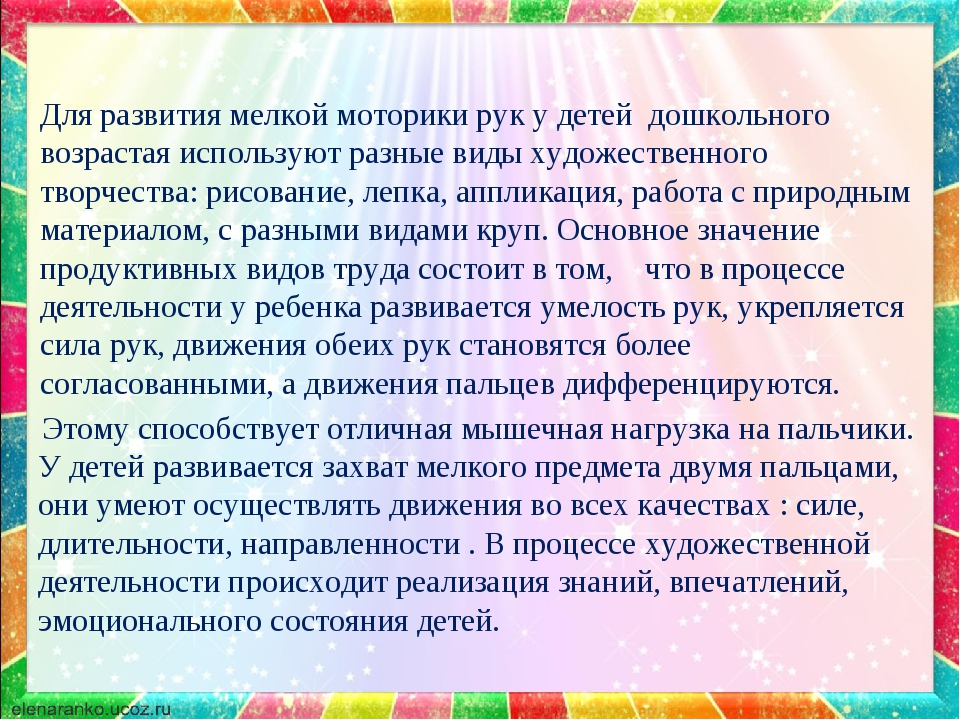 Для развития мелкой моторики рук у детей  дошкольного
возрастая используют разные виды художественного
творчества: рисование, лепка, аппликация, работа с природным
материалом, с разными видами круп. Основное значение
продуктивных видов труда состоит в том,    что в процессе
деятельности у ребенка развивается умелость рук, укрепляется
сила рук, движения обеих рук становятся более
согласованными, а движения пальцев дифференцируются.
Этому способствует отличная мышечная нагрузка на пальчики.
У детей развивается захват мелкого предмета двумя пальцами,
они умеют осуществлять движения во всех качествах : силе,
длительности, направленности . В процессе художественной
деятельности происходит реализация знаний, впечатлений,
эмоционального состояния детей.
elenaranko.ucoz.ru